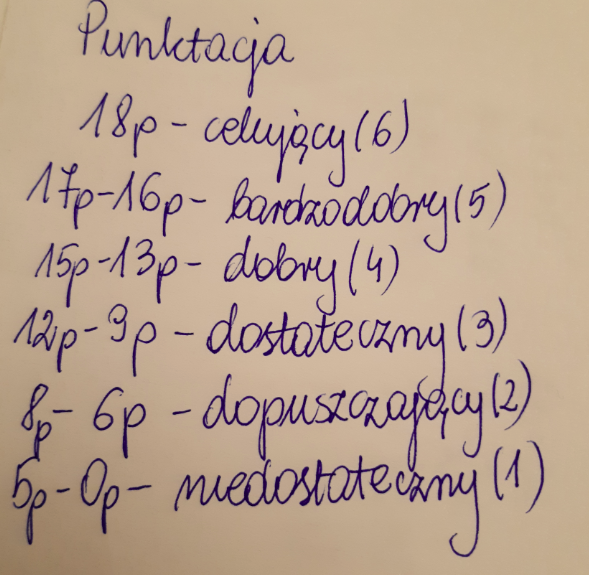 Punktacja
18p - celujący (6)
17p-16p- bardzodobry (5)
15p-13p- dobry (4)
12p-9p - dostateczny (3)
8p- 6p - dopuszczający (2)
5p-0p- niedostateczny (1)